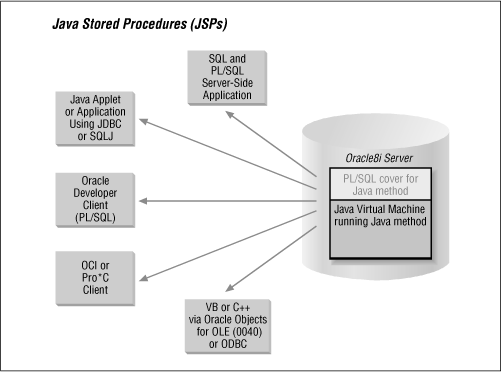 Java Stored Procedures (JSPs)
SQL and
PL/SQL
Server-Side
Application
Java Applet
or Application
Using JDBC
or SQLJ
Oracle
Developer
Client
(PL/SQL)
OCI or
Pro*C
Client
VB or C++
via Oracle Objects
for OLE (0040)
or ODBC
Oracle8i Server
PL/SQL cover for
Java method
Java Virtual Machine
running Java method